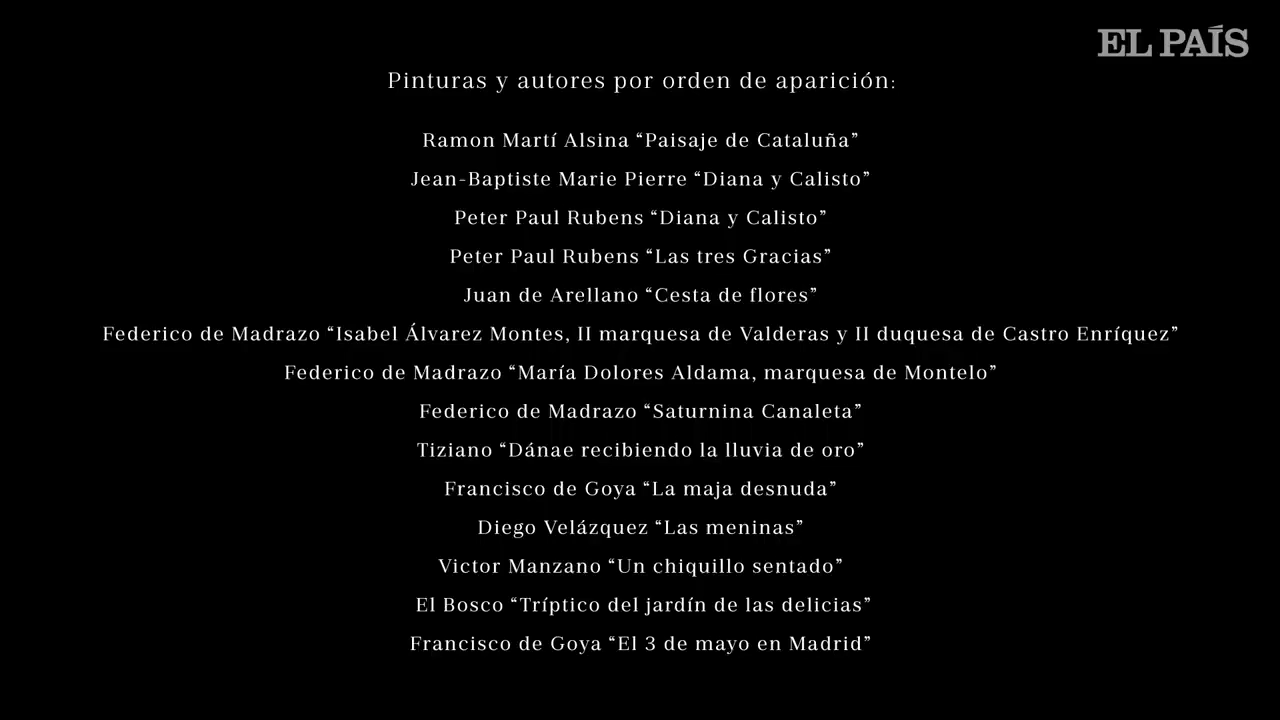 EL PAÍS
Pinturas y autores por orden de aparición:
Ramon Martí Alsina “Paisaje de Cataluña”
Jean-Baptiste Marie Pierre “Diana y Calisto”
Peter Paul Rubens “Diana y Calisto”
Peter Paul Rubens “Las tres Gracias”
Juan de Arellano “Cesta de flores”
Federico de Madrazo “Isabel Álvarez Montes, II marquesa de Valderas y II duquesa de Castro Enríquez”
Federico de Madrazo “María Dolores Aldama, marquesa de Montelo”
Federico de Madrazo “Saturnina Canaleta”
Tiziano “Dánae recibiendo la lluvia de oro”
Francisco de Goya “La maja desnuda”
Diego Velázquez “Las meninas”
Victor Manzano “Un chiquillo sentado”
El Bosco “Tríptico del jardín de las delicias”
Francisco de Goya “El 3 de mayo en Madrid”